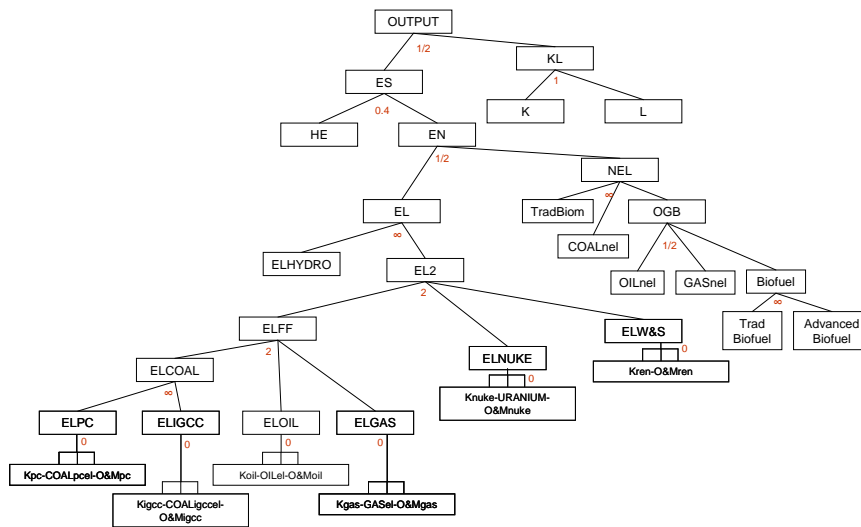 OUTPUT
1/2
ES
KL
0.4
1
HE
EN
K
L
1/2
EL
NEL
∞
∞
TradBiom
OGB
COALnel
1/2
ELHYDRO
EL2
OILnel
GASnel
Biofuel
2
∞
ELFF
ELW&S
Trad
Biofuel
Advanced
Biofuel
2
0
ELCOAL
ELNUKE
Kren-O&Mren
∞
0
Knuke-URANIUM-
O&Mnuke
ELPC
ELIGCC
ELOIL
ELGAS
0
0
0
0
Kpc-COALpcel-O&Mpc
Koil-OILel-O&Moil
Kigcc-COALigccel-
O&Migcc
Kgas-GASel-O&Mgas